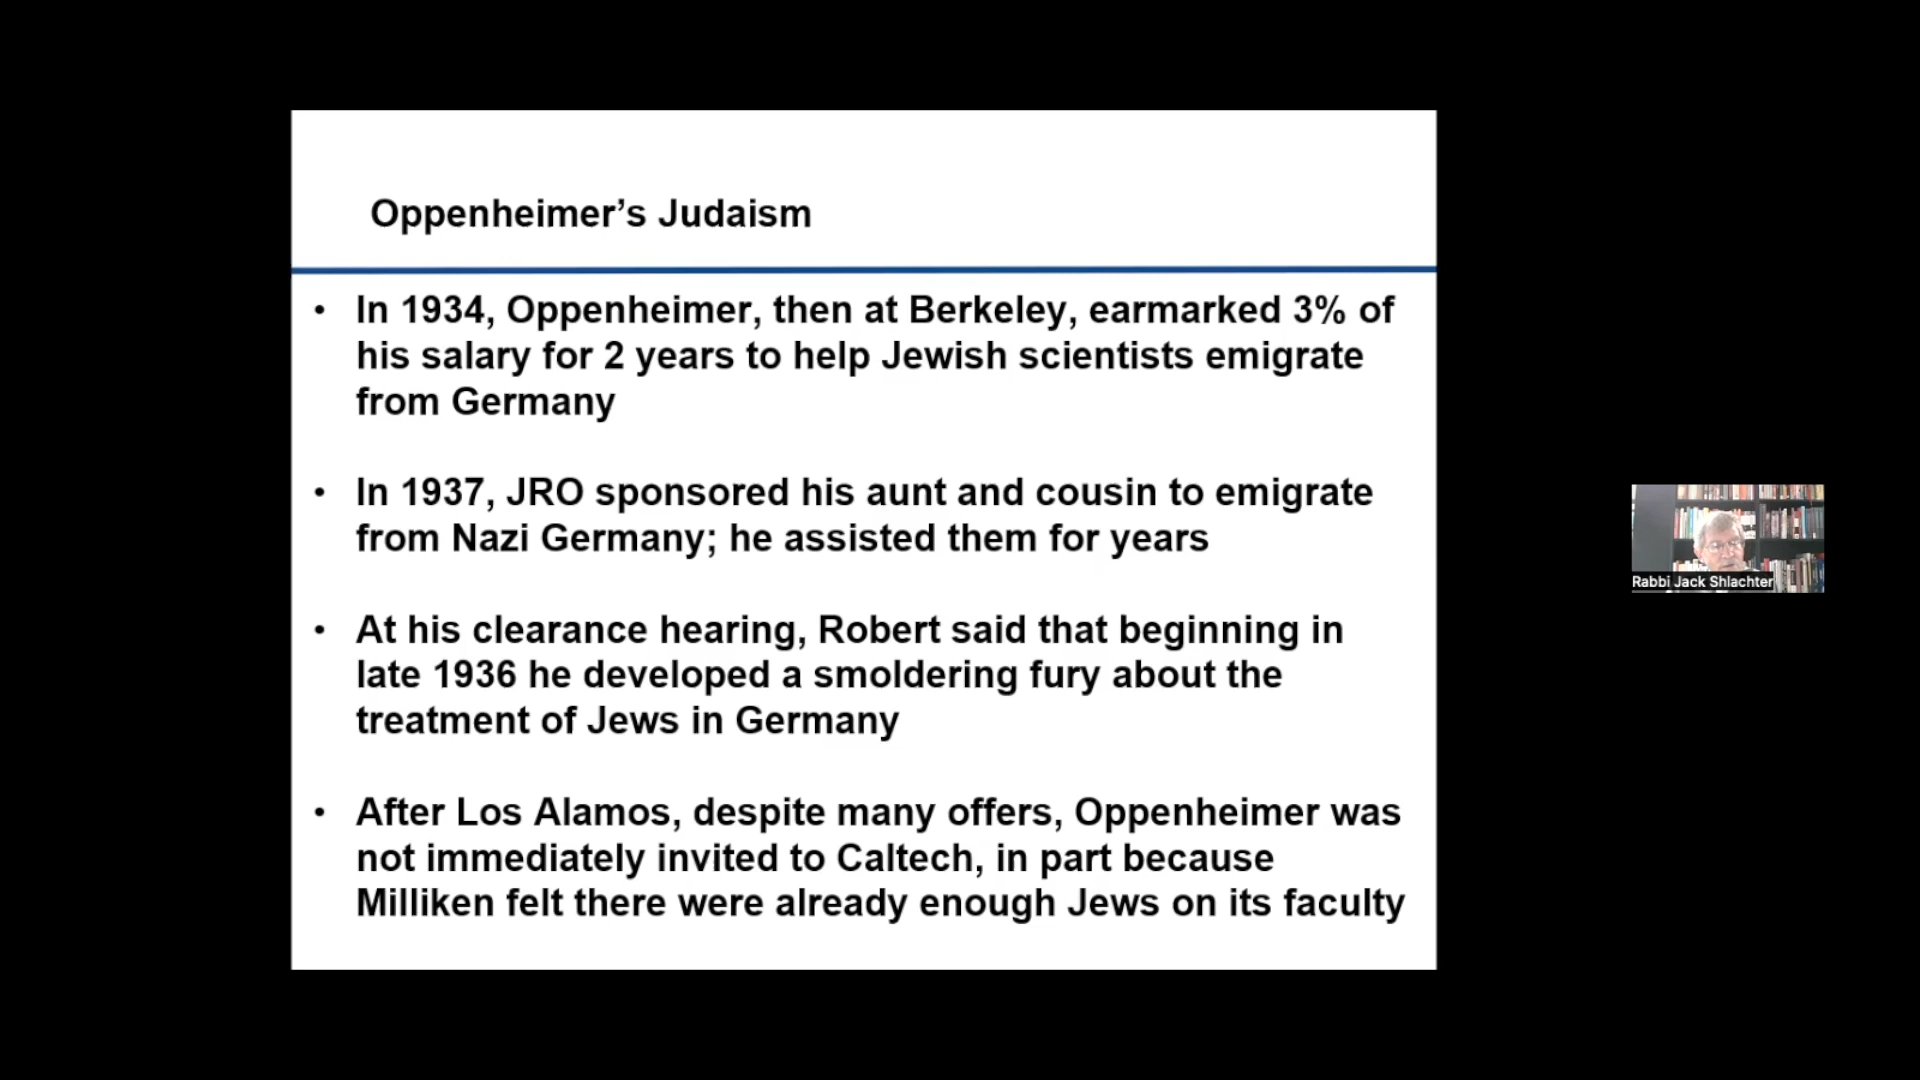 Oppenheimer’s Judaism
• In 1934, Oppenheimer, then at Berkeley, earmarked 3% of
his salary for 2 years to help Jewish scientists emigrate
from Germany
• In 1937, JRO sponsored his aunt and cousin to emigrate
from Nazi Germany; he assisted them for years
• At his clearance hearing, Robert said that beginning in
late 1936 he developed a smoldering fury about the
treatment of Jews in Germany
• After Los Alamos, despite many offers, Oppenheimer was
not immediately invited to Caltech, in part because
Milliken felt there were already enough Jews on its faculty
Rabbi Jack Shlachter